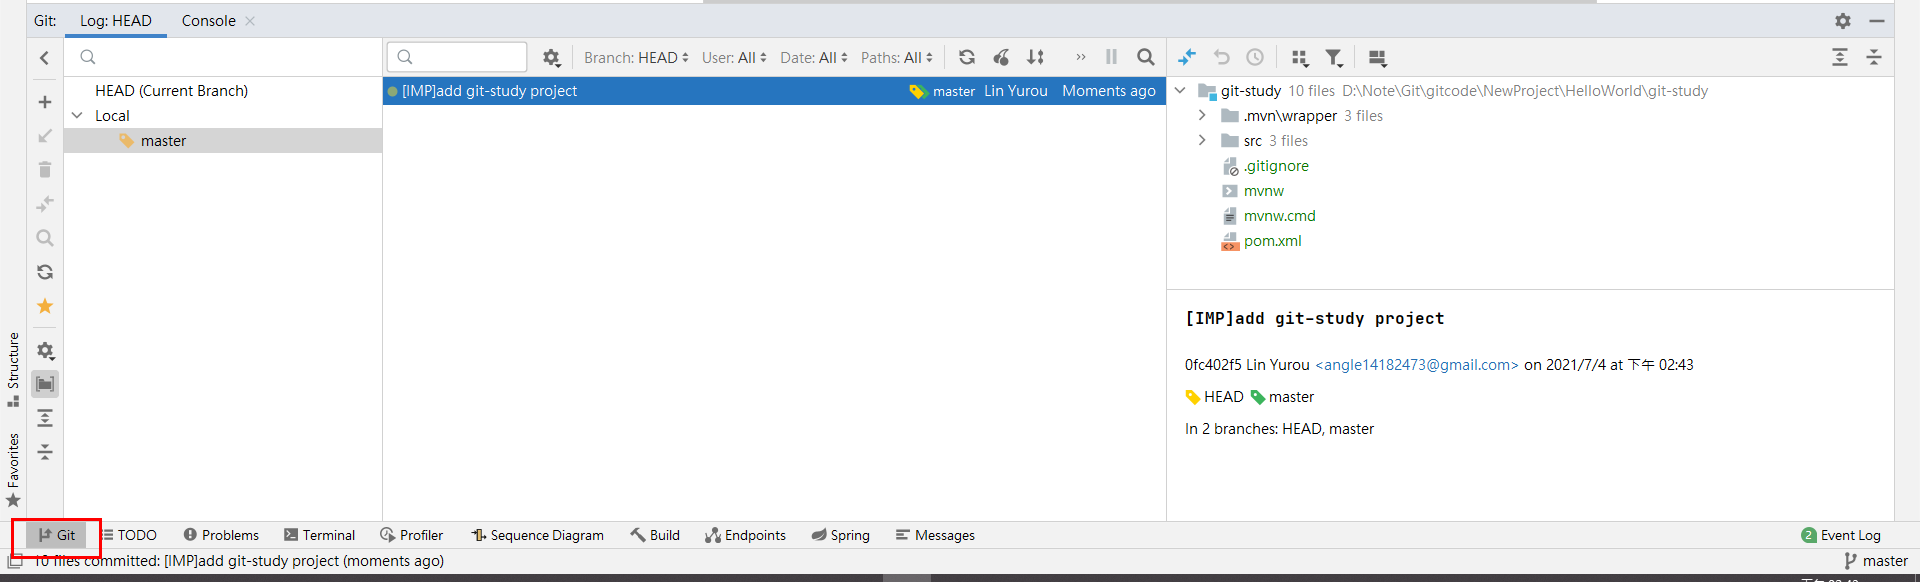 Git: Log: HEAD Console
Branch: HEAD User: All Date: All Paths: All
HEAD (Current Branch)
Local
master
[IMP]add git-study project master Lin Yurou Moments ago
git-study 10 files D:\Note\Git\gitcode\NewProject\HelloWorld\git-study
.mvn\wrapper 3 files
src 3 files
.gitignore
mvnw
mvnw.cmd
pom.xml
[IMP]add git-study project
0fc402f5 Lin Yurou <angle14182473@gmail.com> on 2021/7/4 at 下午 02:43
HEAD master
In 2 branches: HEAD, master
Structure
Favorites
Git TODO Problems Terminal Profiler Sequence Diagram Build Endpoints Spring Messages 2 Event Log
10 files committed: [IMP]add git-study project (moments ago) master